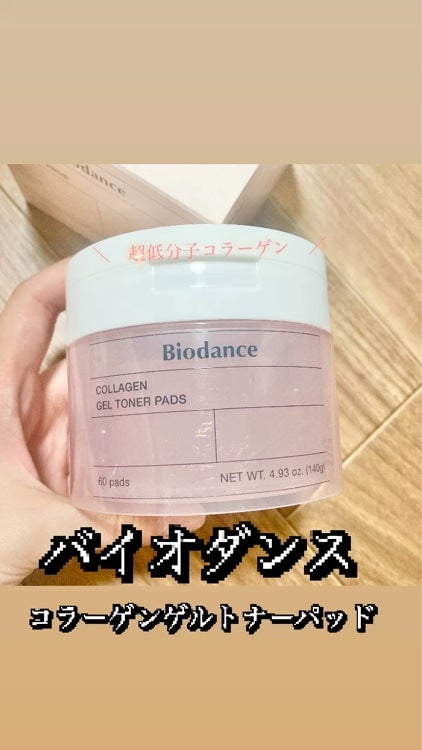 Biodance
＼ 超低分子コラーゲン ／
Biodance
COLLAGEN
GEL TONER PADS
60 pads
NET WT. 4.93 oz. (140g)
バイオダンス
コラーゲンゲルトナーパッド